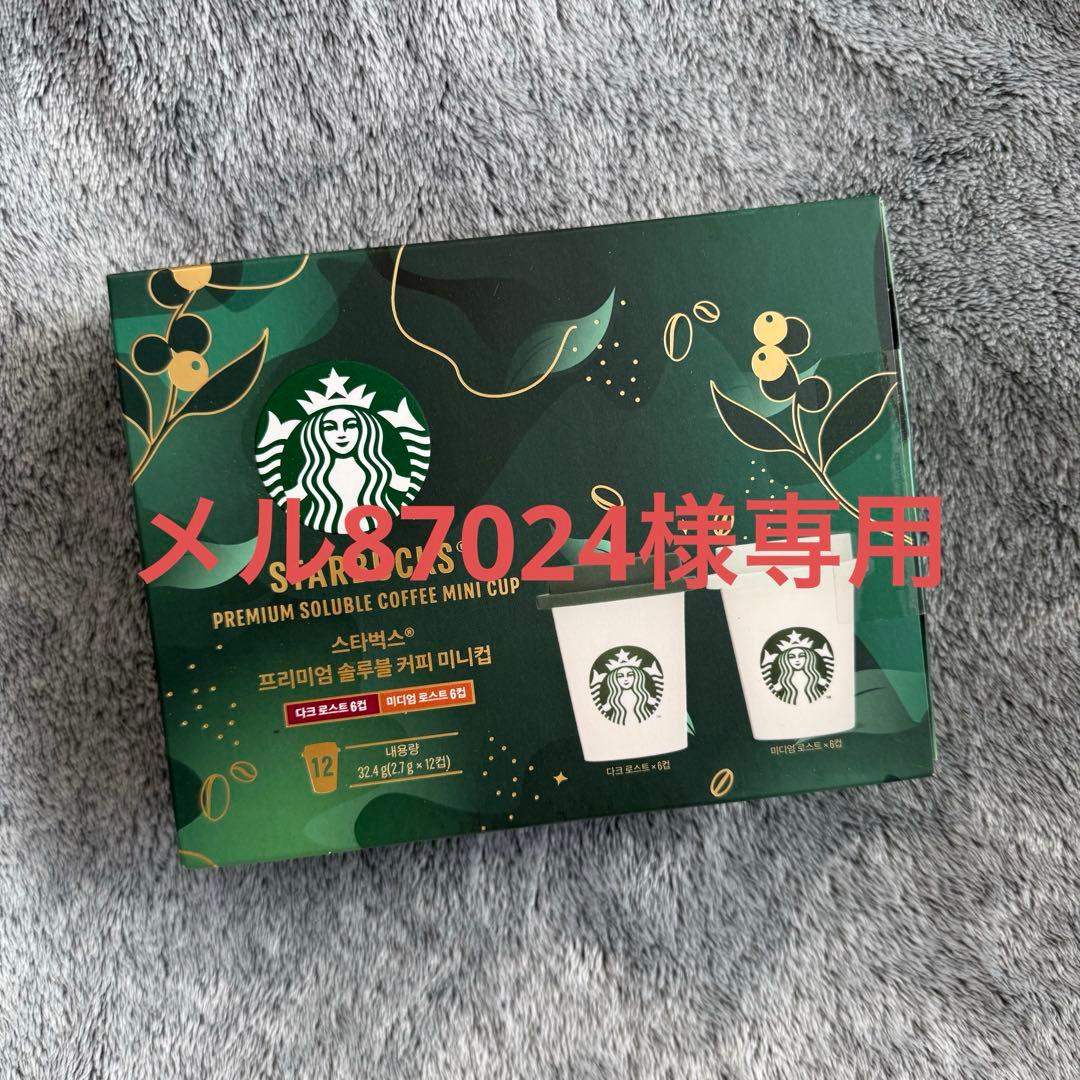 メル87024様専用
STARBUCKS®
PREMIUM SOLUBLE COFFEE MINI CUP
스타벅스®
프리미엄 솔루블 커피 미니컵
다크 로스트 6컵 미디엄 로스트 6컵
12
내용량
32.4 g(2.7 g × 12컵)
다크 로스트 × 6컵
미디엄 로스트 × 6컵